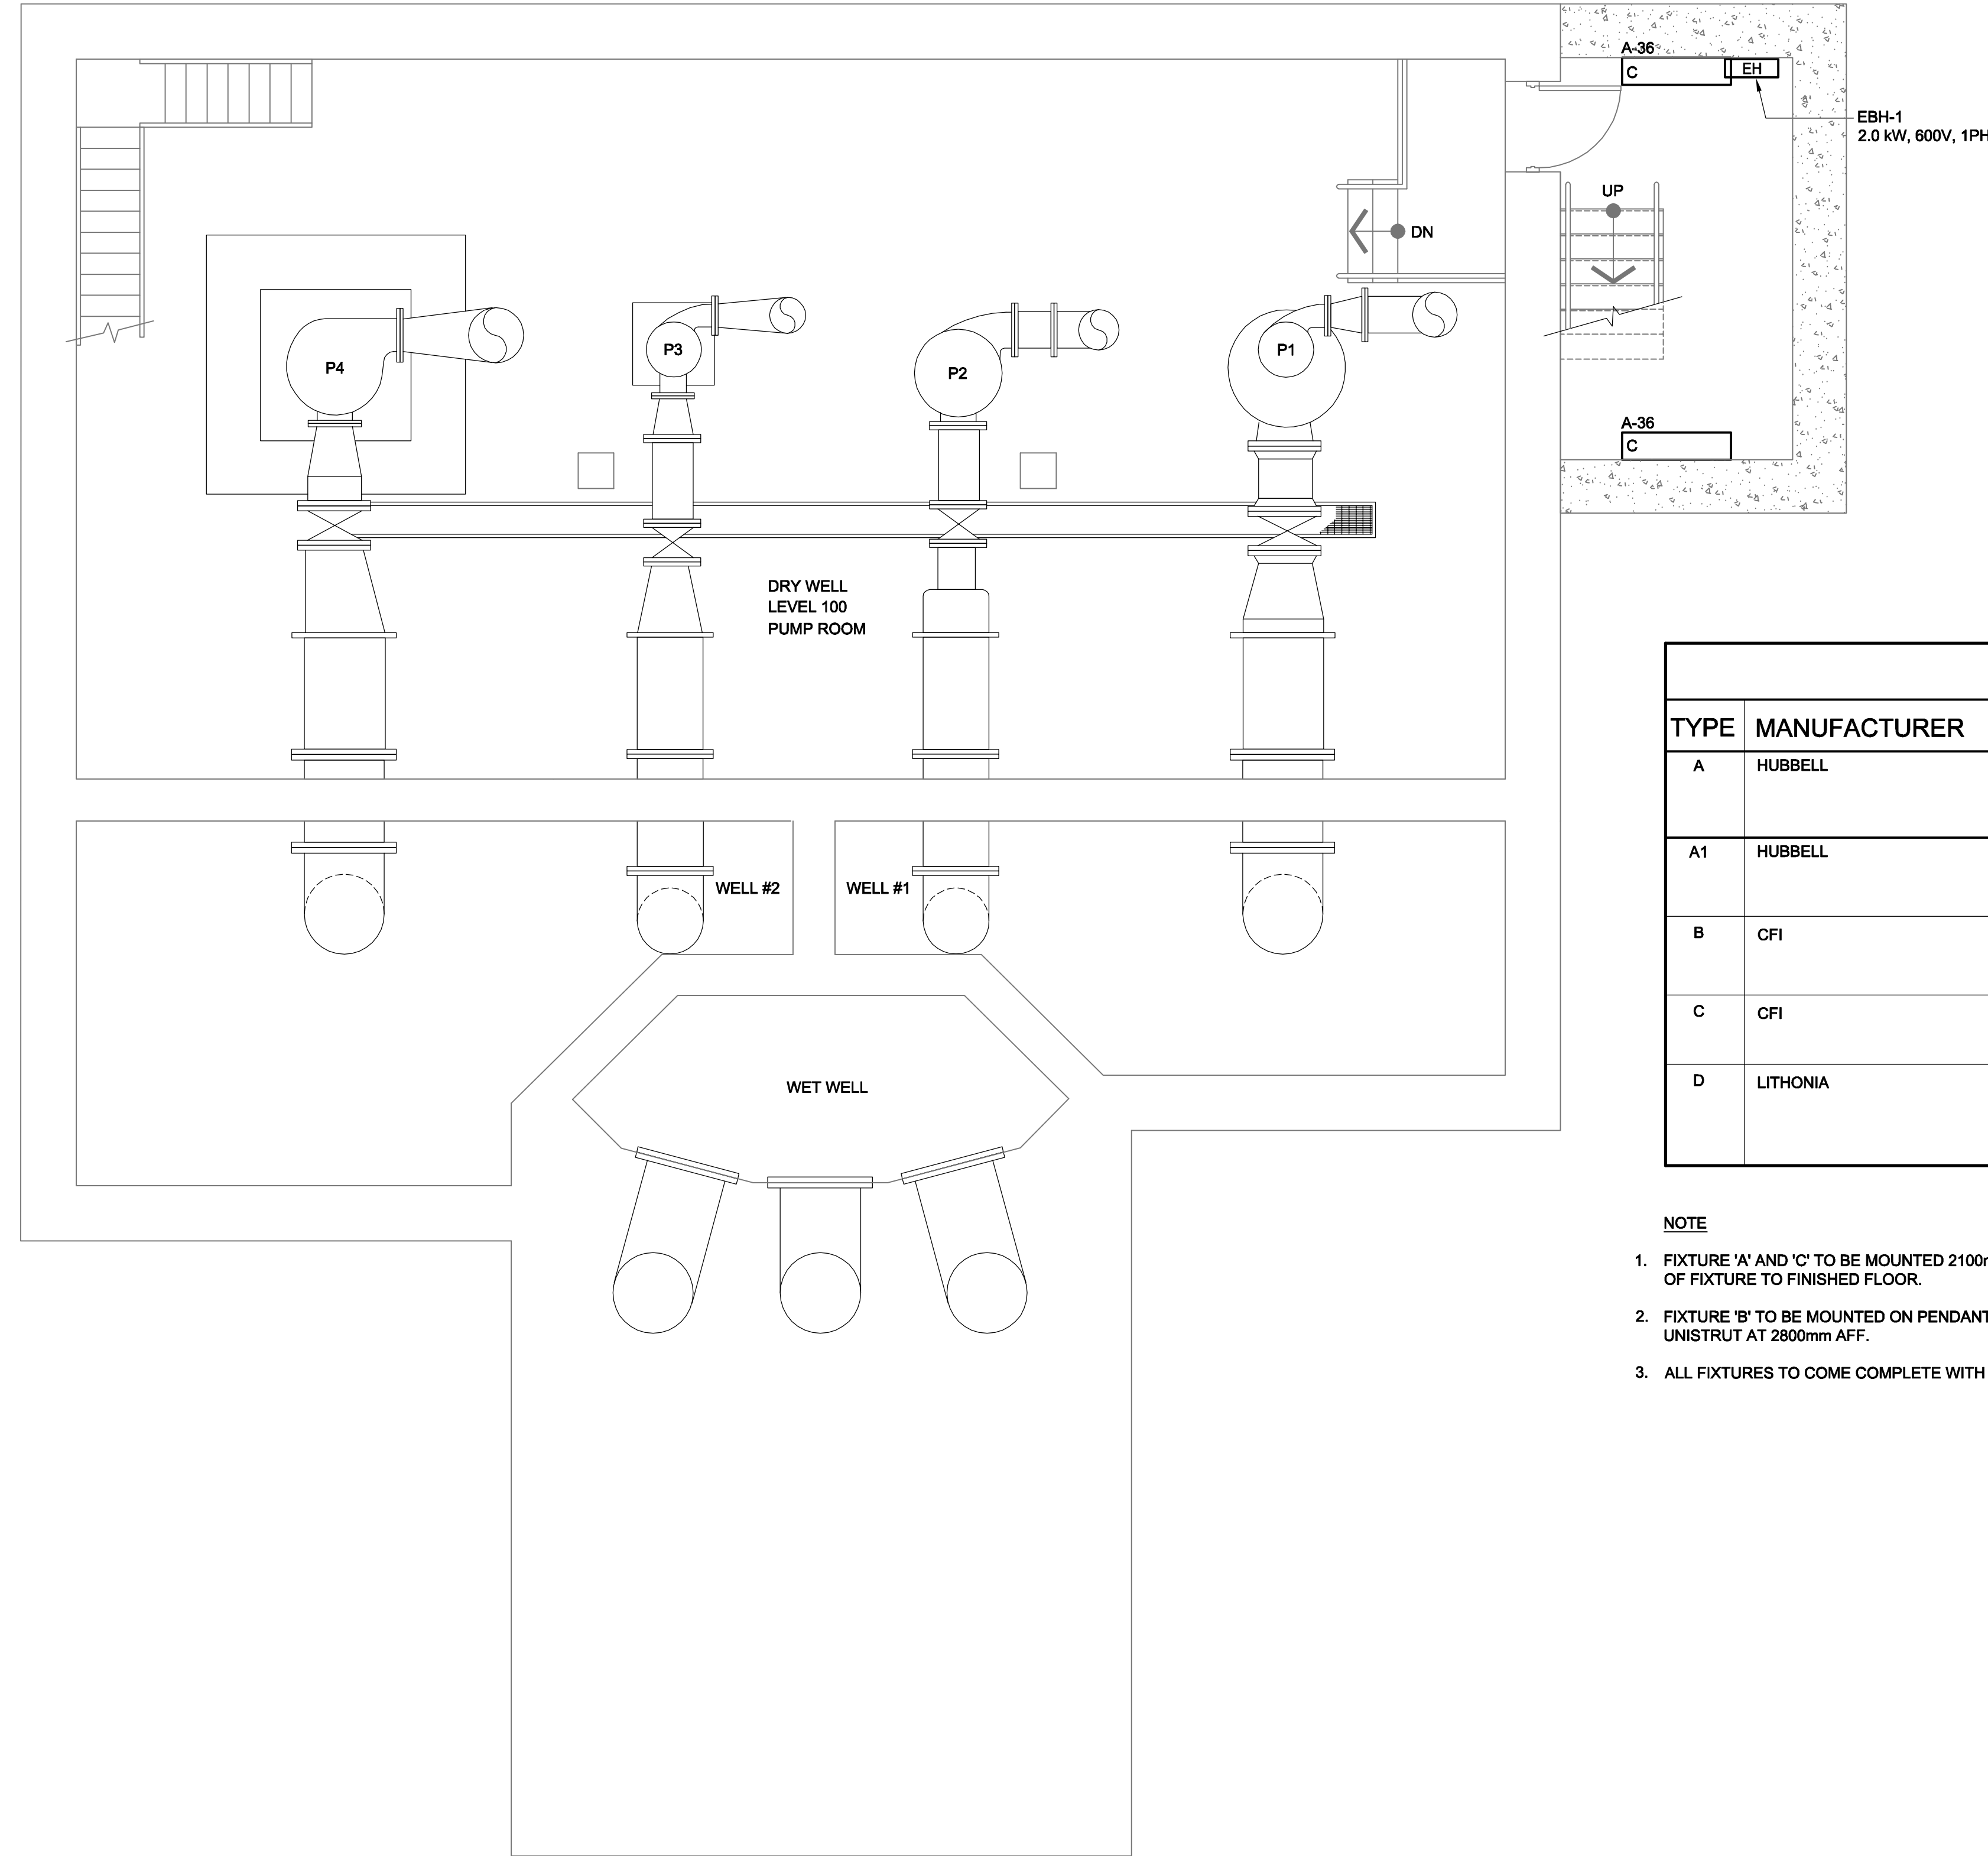 A-36
C
EH
EBH-1
2.0 kW, 600V, 1PH
UP
DN
P4
P3
P2
P1
A-36
C
DRY WELL
LEVEL 100
PUMP ROOM
WELL #2
WELL #1
WET WELL
TYPE MANUFACTURER
A HUBBELL
A1 HUBBELL
B CFI
C CFI
D LITHONIA
NOTE
1. FIXTURE 'A' AND 'C' TO BE MOUNTED 2100
OF FIXTURE TO FINISHED FLOOR.
2. FIXTURE 'B' TO BE MOUNTED ON PENDANT
UNISTRUT AT 2800mm AFF.
3. ALL FIXTURES TO COME COMPLETE WITH